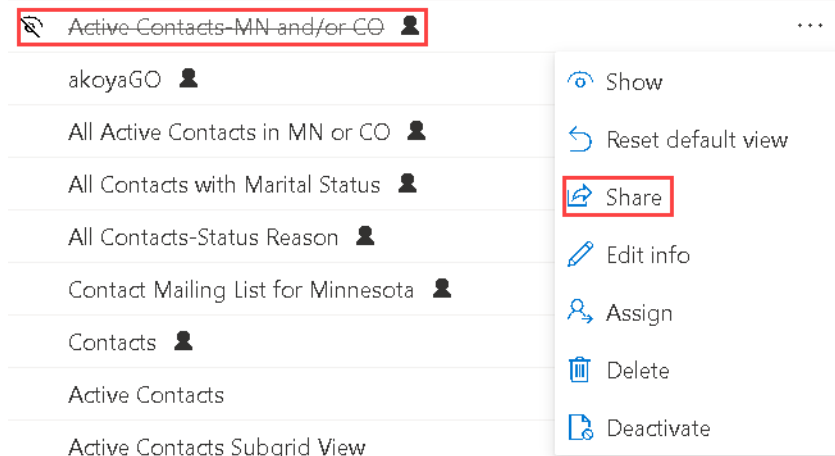 Active Contacts-MN and/or CO
akoyaGO
Show
All Active Contacts in MN or CO
Reset default view
All Contacts with Marital Status
Share
All Contacts-Status Reason
Edit info
Contact Mailing List for Minnesota
Assign
Contacts
Delete
Active Contacts
Deactivate
Active Contacts Subgrid View